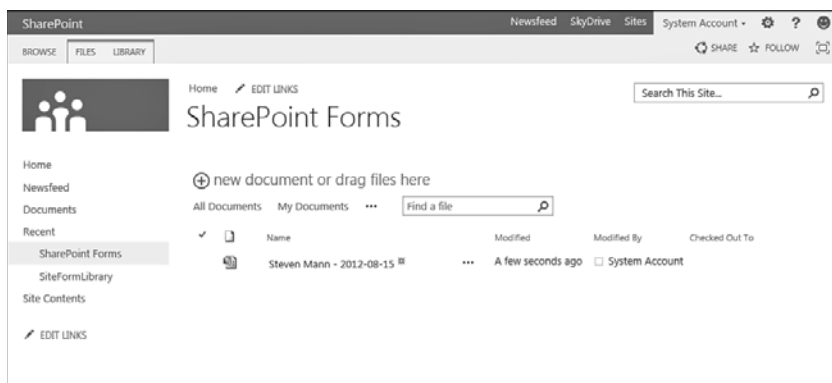 SharePoint Newsfeed SkyDrive Sites System Account ?
BROWSE FILES LIBRARY SHARE FOLLOW
Home EDIT LINKS Search This Site...
SharePoint Forms
Home
Newsfeed
Documents
Recent
SharePoint Forms
SiteFormLibrary
Site Contents
EDIT LINKS
new document or drag files here
All Documents My Documents ••• Find a file
Name Modified Modified By Checked Out To
Steven Mann - 2012-08-15 ••• A few seconds ago System Account